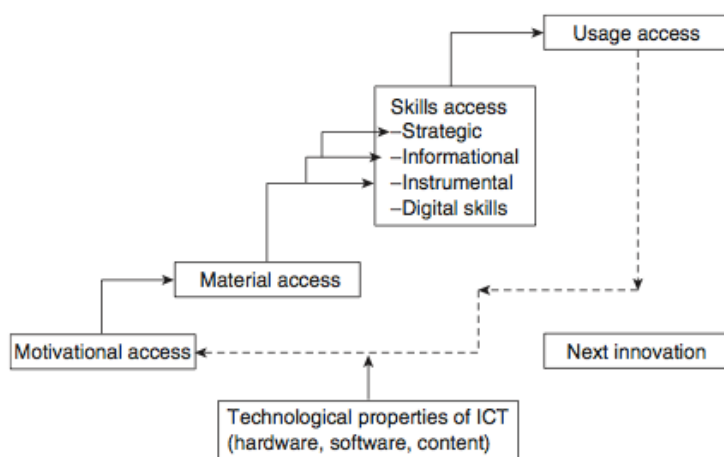 Usage access
Skills access
–Strategic
–Informational
–Instrumental
–Digital skills
Material access
Motivational access
Next innovation
Technological properties of ICT
(hardware, software, content)